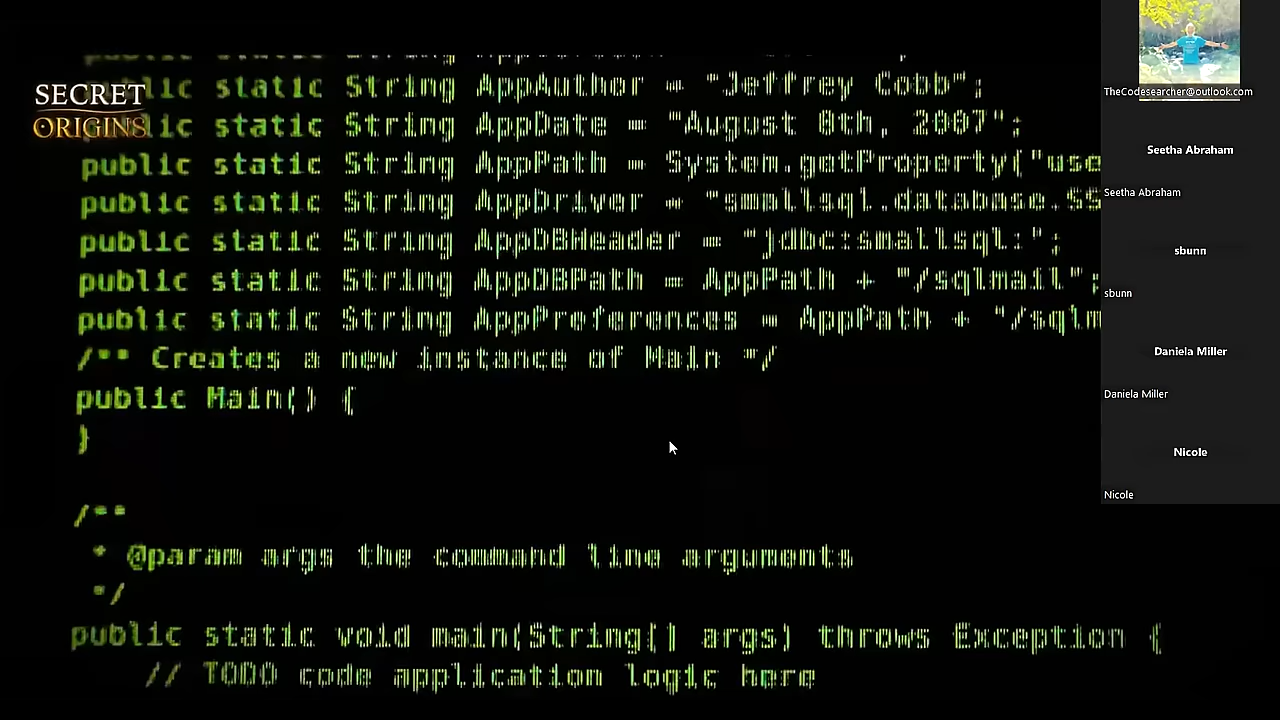 SECRET
ORIGINS
public static String AppAuthor = "Jeffrey Cobb";
public static String AppDate = "August 8th, 2007";
public static String AppPath = System.getProperty("use
public static String AppDriver = "smallsql.database.SS
public static String AppDBHeader = "jdbc:smallsql:";
public static String AppDBPath = AppPath + "/sqlmail";
public static String AppPreferences = AppPath + "/sqlm
/** Creates a new instance of Main */
public Main() {
}
/**
* @param args the command line arguments
*/
public static void main(String[] args) throws Exception {
// TODO code application logic here
TheCodesearcher@outlook.com
Seetha Abraham
Seetha Abraham
sbunn
sbunn
Daniela Miller
Daniela Miller
Nicole
Nicole